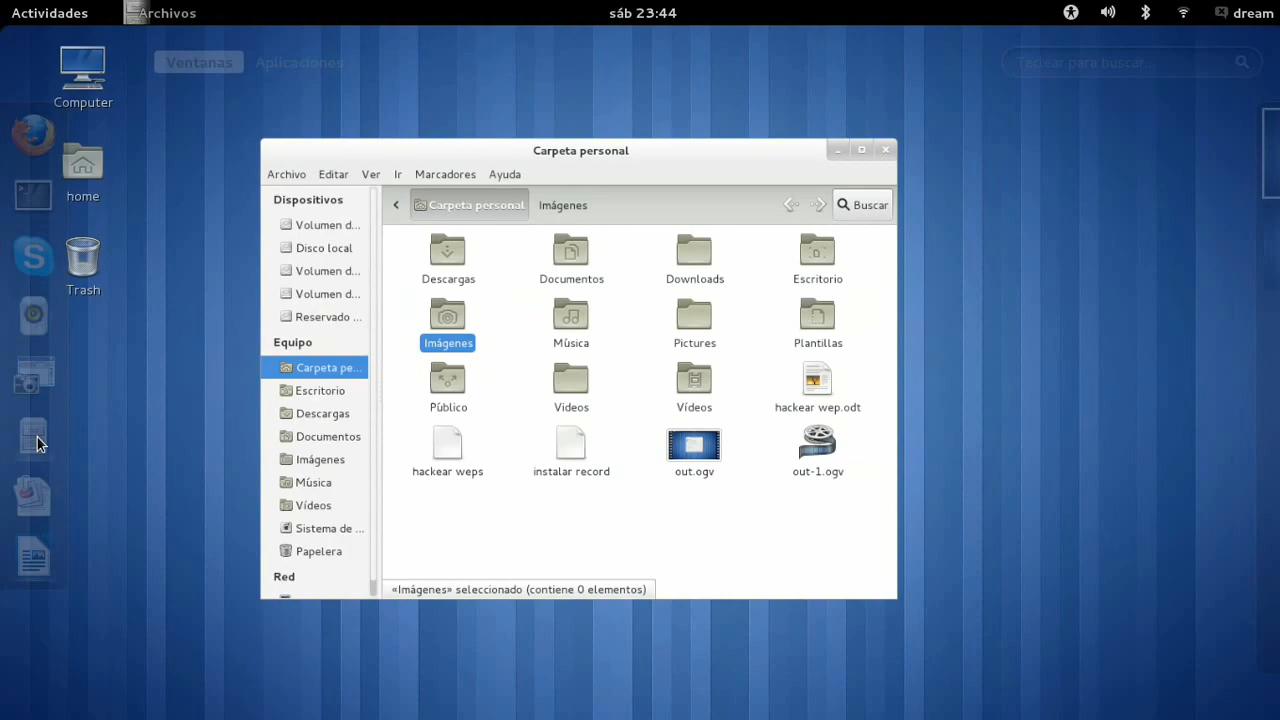 Actividades
Archivos
sáb 23:44
dream
Ventanas
Aplicaciones
Teclear para buscar...
Computer
home
Trash
Carpeta personal
Archivo
Editar
Ver
Ir
Marcadores
Ayuda
Carpeta personal
Imágenes
Buscar
Dispositivos
Volumen d...
Disco local
Volumen d...
Volumen d...
Reservado ...
Equipo
Carpeta pe...
Escritorio
Descargas
Documentos
Imágenes
Música
Vídeos
Sistema de ...
Papelera
Red
Descargas
Documentos
Downloads
Escritorio
Imágenes
Música
Pictures
Plantillas
Público
Videos
Vídeos
hackear wep.odt
hackear weps
instalar record
out.ogv
out-1.ogv
«Imágenes» seleccionado (contiene 0 elementos)